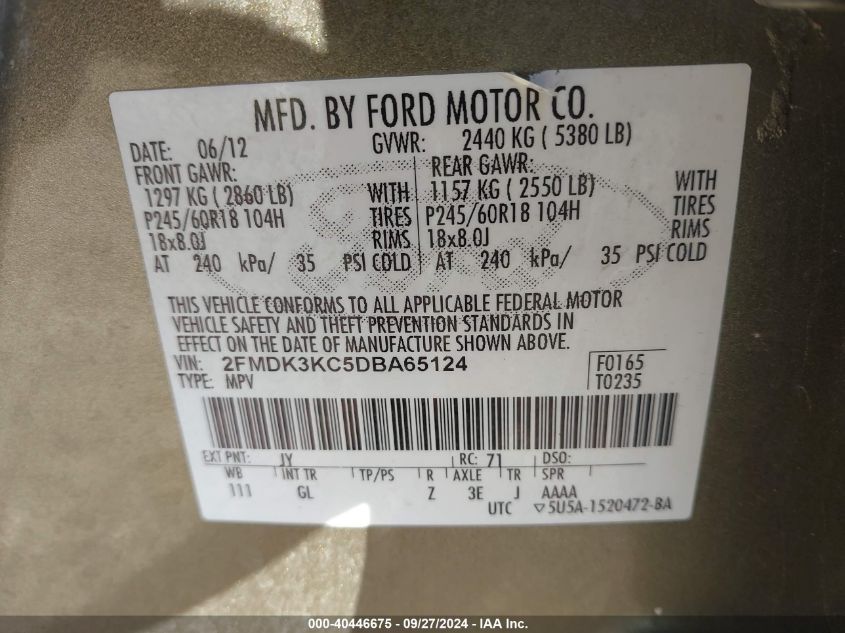 MFD. BY FORD MOTOR CO.
DATE: 06/12 GVWR: 2440 KG ( 5380 LB)
FRONT GAWR: REAR GAWR:
1297 KG ( 2860 LB) WITH 1157 KG ( 2550 LB) WITH
P245/60R18 104H TIRES P245/60R18 104H TIRES
18x8.0J RIMS 18x8.0J RIMS
AT 240 kPa/ 35 PSI COLD AT 240 kPa/ 35 PSI COLD
THIS VEHICLE CONFORMS TO ALL APPLICABLE FEDERAL MOTOR
VEHICLE SAFETY AND THEFT PREVENTION STANDARDS IN
EFFECT ON THE DATE OF MANUFACTURE SHOWN ABOVE.
VIN: 2FMDK3KC5DBA65124 F0165
TYPE: MPV T0235
EXT PNT: JY RC: 71 DSO:
WB INT TR TP/PS R AXLE TR SPR
111 GL Z 3E J AAAA
UTC ▽5U5A-1520472-BA
000-40446675 - 09/27/2024 - IAA Inc.